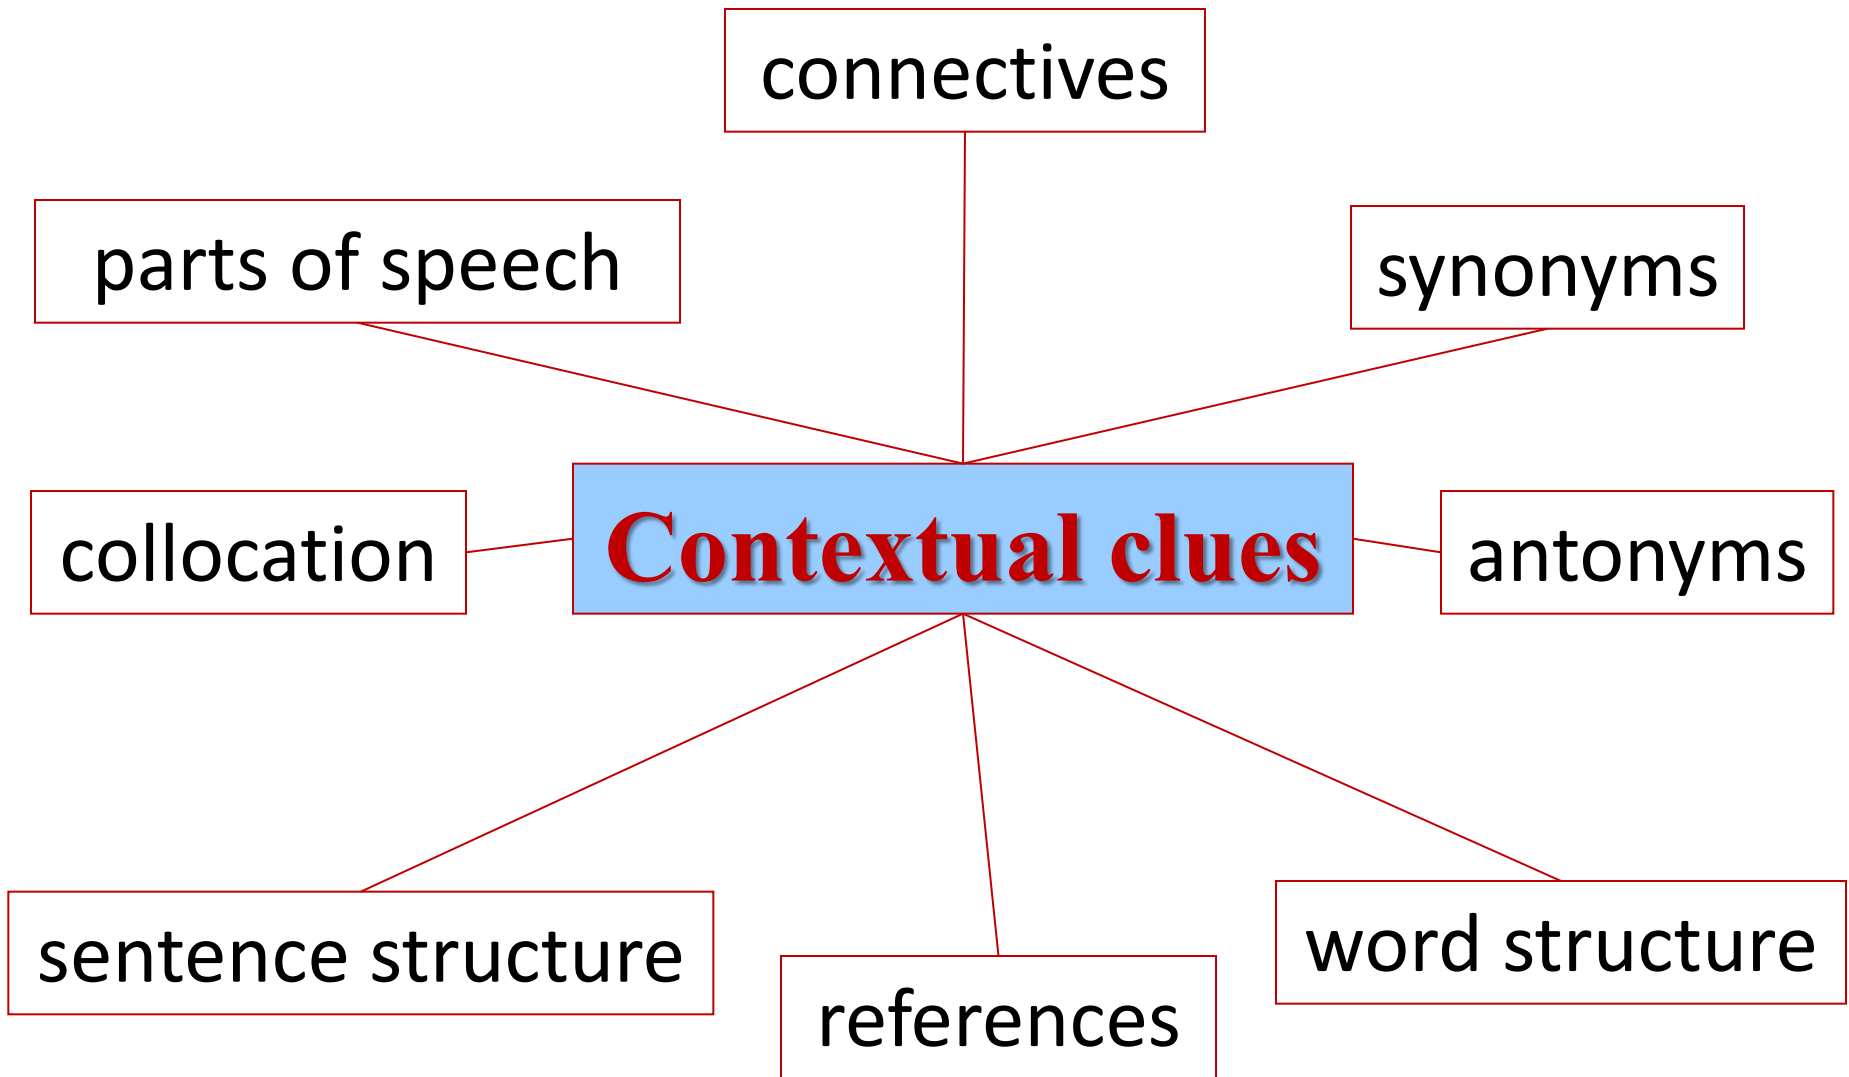 connectives
parts of speech
synonyms
collocation
Contextual clues
antonyms
sentence structure
references
word structure